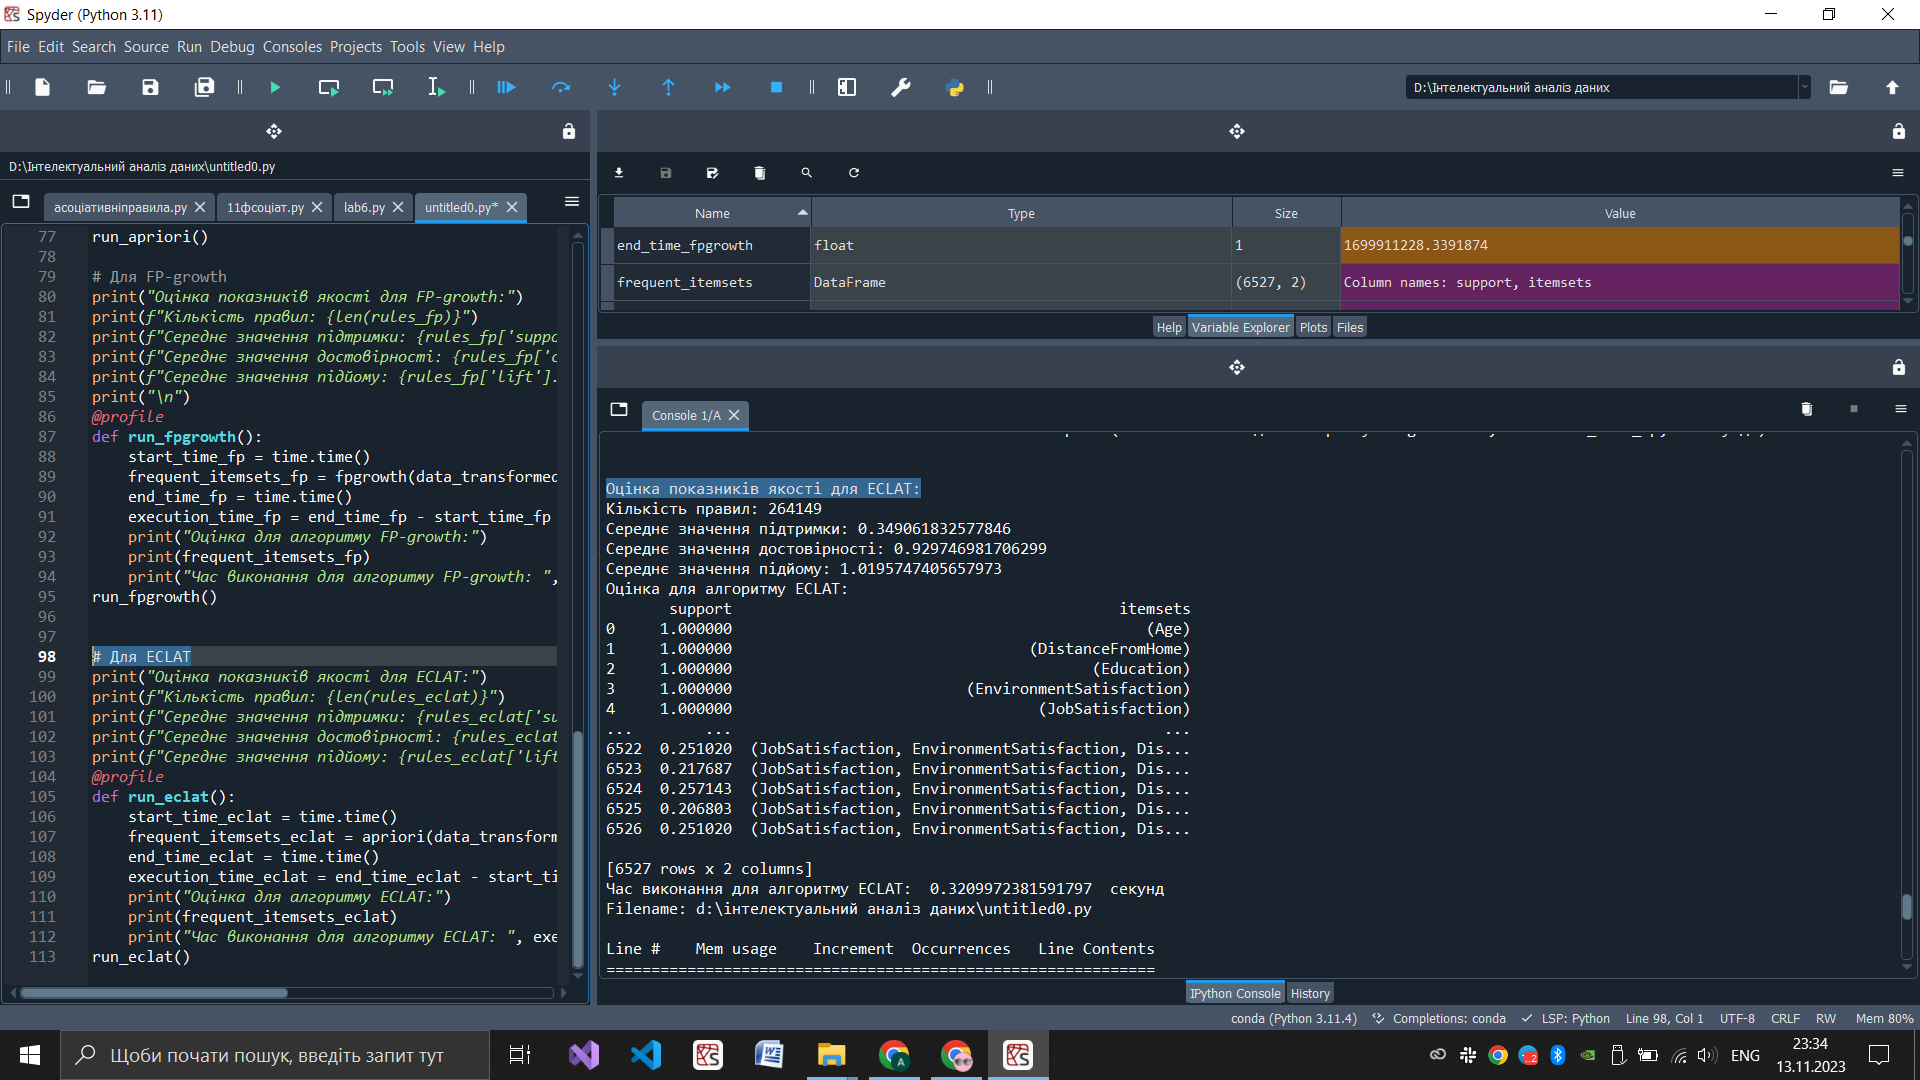 Spyder (Python 3.11)
File Edit Search Source Run Debug Consoles Projects Tools View Help
D:\Інтелектуальний аналіз даних
D:\Інтелектуальний аналіз даних\untitled0.py
асоціативніправила.py
11фсоціат.py
lab6.py
untitled0.py*
77 run_apriori()
78
79 # Для FP-growth
80 print("Оцінка показників якості для FP-growth:")
81 print(f"Кількість правил: {len(rules_fp)}")
82 print(f"Середнє значення підтримки: {rules_fp['suppo
83 print(f"Середнє значення достовірності: {rules_fp['c
84 print(f"Середнє значення підйому: {rules_fp['lift'].
85 print("\n")
86 @profile
87 def run_fpgrowth():
88 start_time_fp = time.time()
89 frequent_itemsets_fp = fpgrowth(data_transformed
90 end_time_fp = time.time()
91 execution_time_fp = end_time_fp - start_time_fp
92 print("Оцінка для алгоритму FP-growth:")
93 print(frequent_itemsets_fp)
94 print("Час виконання для алгоритму FP-growth: ",
95 run_fpgrowth()
96
97
98 # Для ECLAT
99 print("Оцінка показників якості для ECLAT:")
100 print(f"Кількість правил: {len(rules_eclat)}")
101 print(f"Середнє значення підтримки: {rules_eclat['su
102 print(f"Середнє значення достовірності: {rules_eclat
103 print(f"Середнє значення підйому: {rules_eclat['lift
104 @profile
105 def run_eclat():
106 start_time_eclat = time.time()
107 frequent_itemsets_eclat = apriori(data_transform
108 end_time_eclat = time.time()
109 execution_time_eclat = end_time_eclat - start_ti
110 print("Оцінка для алгоритму ECLAT:")
111 print(frequent_itemsets_eclat)
112 print("Час виконання для алгоритму ECLAT: ", exe
113 run_eclat()
Name Type Size Value
end_time_fpgrowth float 1 1699911228.3391874
frequent_itemsets DataFrame (6527, 2) Column names: support, itemsets
Help Variable Explorer Plots Files
Console 1/A
Оцінка показників якості для ECLAT:
Кількість правил: 264149
Середнє значення підтримки: 0.349061832577846
Середнє значення достовірності: 0.929746981706299
Середнє значення підйому: 1.0195747405657973
Оцінка для алгоритму ECLAT:
support itemsets
0 1.000000 (Age)
1 1.000000 (DistanceFromHome)
2 1.000000 (Education)
3 1.000000 (EnvironmentSatisfaction)
4 1.000000 (JobSatisfaction)
... ... ...
6522 0.251020 (JobSatisfaction, EnvironmentSatisfaction, Dis...
6523 0.217687 (JobSatisfaction, EnvironmentSatisfaction, Dis...
6524 0.257143 (JobSatisfaction, EnvironmentSatisfaction, Dis...
6525 0.206803 (JobSatisfaction, EnvironmentSatisfaction, Dis...
6526 0.251020 (JobSatisfaction, EnvironmentSatisfaction, Dis...
[6527 rows x 2 columns]
Час виконання для алгоритму ECLAT: 0.3209972381591797 секунд
Filename: d:\інтелектуальний аналіз даних\untitled0.py
Line # Mem usage Increment Occurrences Line Contents
=============================================================
IPython Console History
conda (Python 3.11.4) Completions: conda LSP: Python Line 98, Col 1 UTF-8 CRLF RW Mem 80%
Щоби почати пошук, введіть запит тут
ENG
23:34
13.11.2023